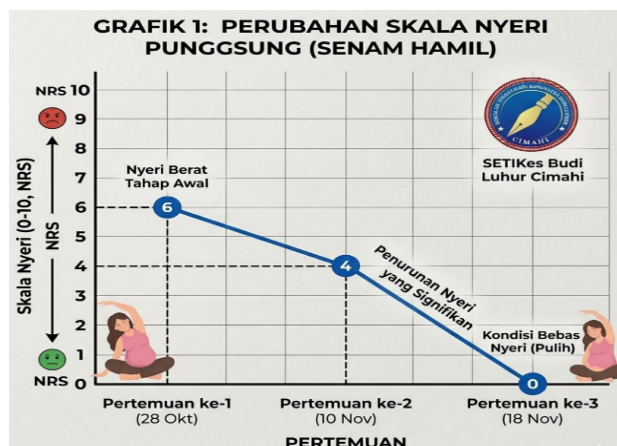 GRAFIK 1: PERUBAHAN SKALA NYERI
PUNGGSUNG (SENAM HAMIL)
NRS 10
9
8
7
6
5
4
3
2
1
NRS 0
Skala Nyeri (0-10, NRS)
NRS
Nyeri Berat
Tahap Awal
6
4
Penurunan Nyeri
yang Signifikan
Kondisi Bebas
Nyeri (Pulih)
0
CIMAHI
SETIKes Budi
Luhur Cimahi
Pertemuan ke-1
(28 Okt)
Pertemuan ke-2
(10 Nov)
Pertemuan ke-3
(18 Nov)
PERTEMUAN